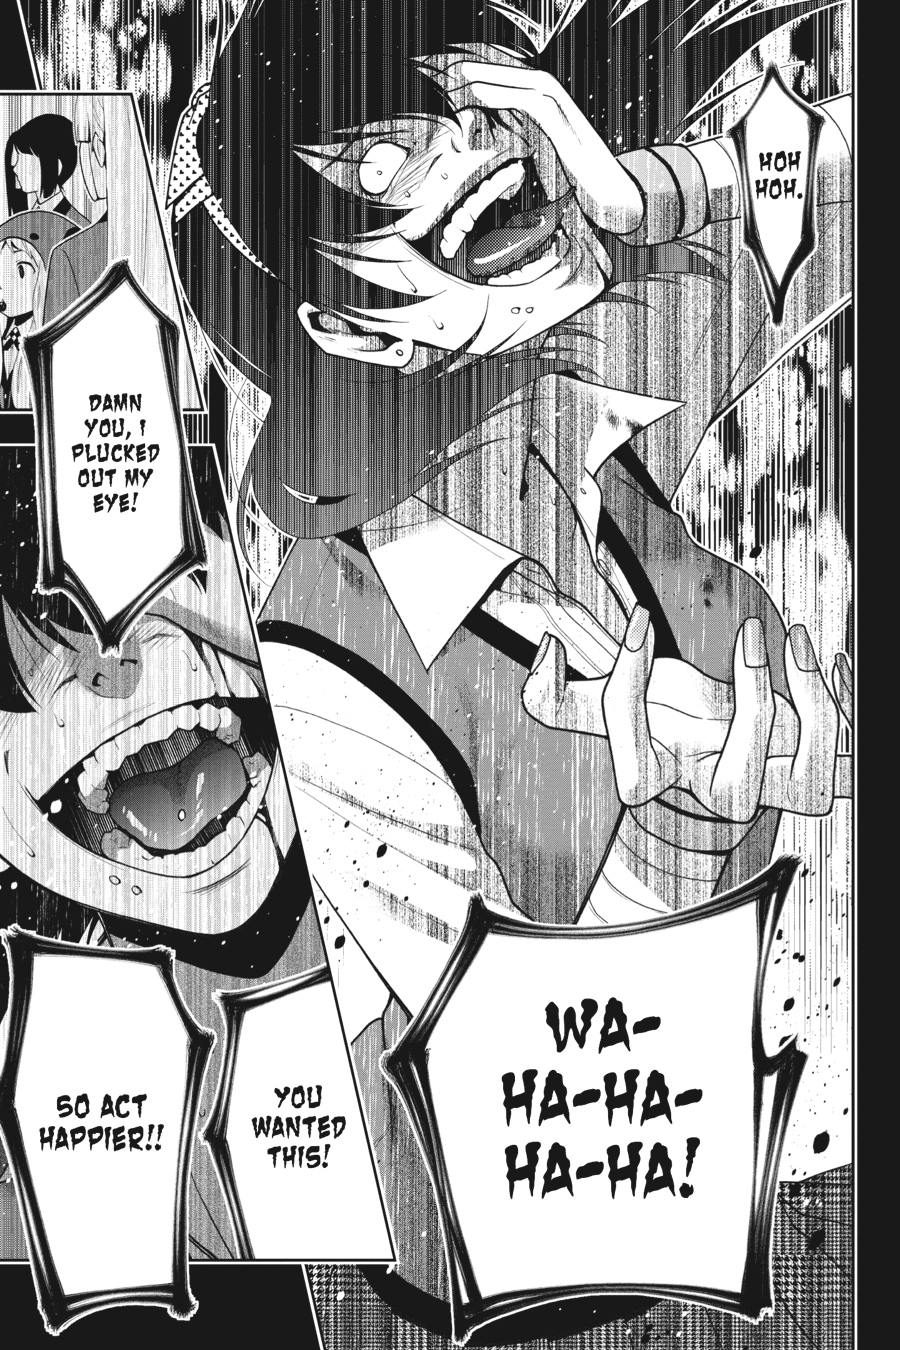 HOH
HOH.
WA-
HA-HA-
HA-HA!
DAMN
YOU, I
PLUCKED
OUT MY
EYE!
YOU
WANTED
THIS!
SO ACT
HAPPIER!!